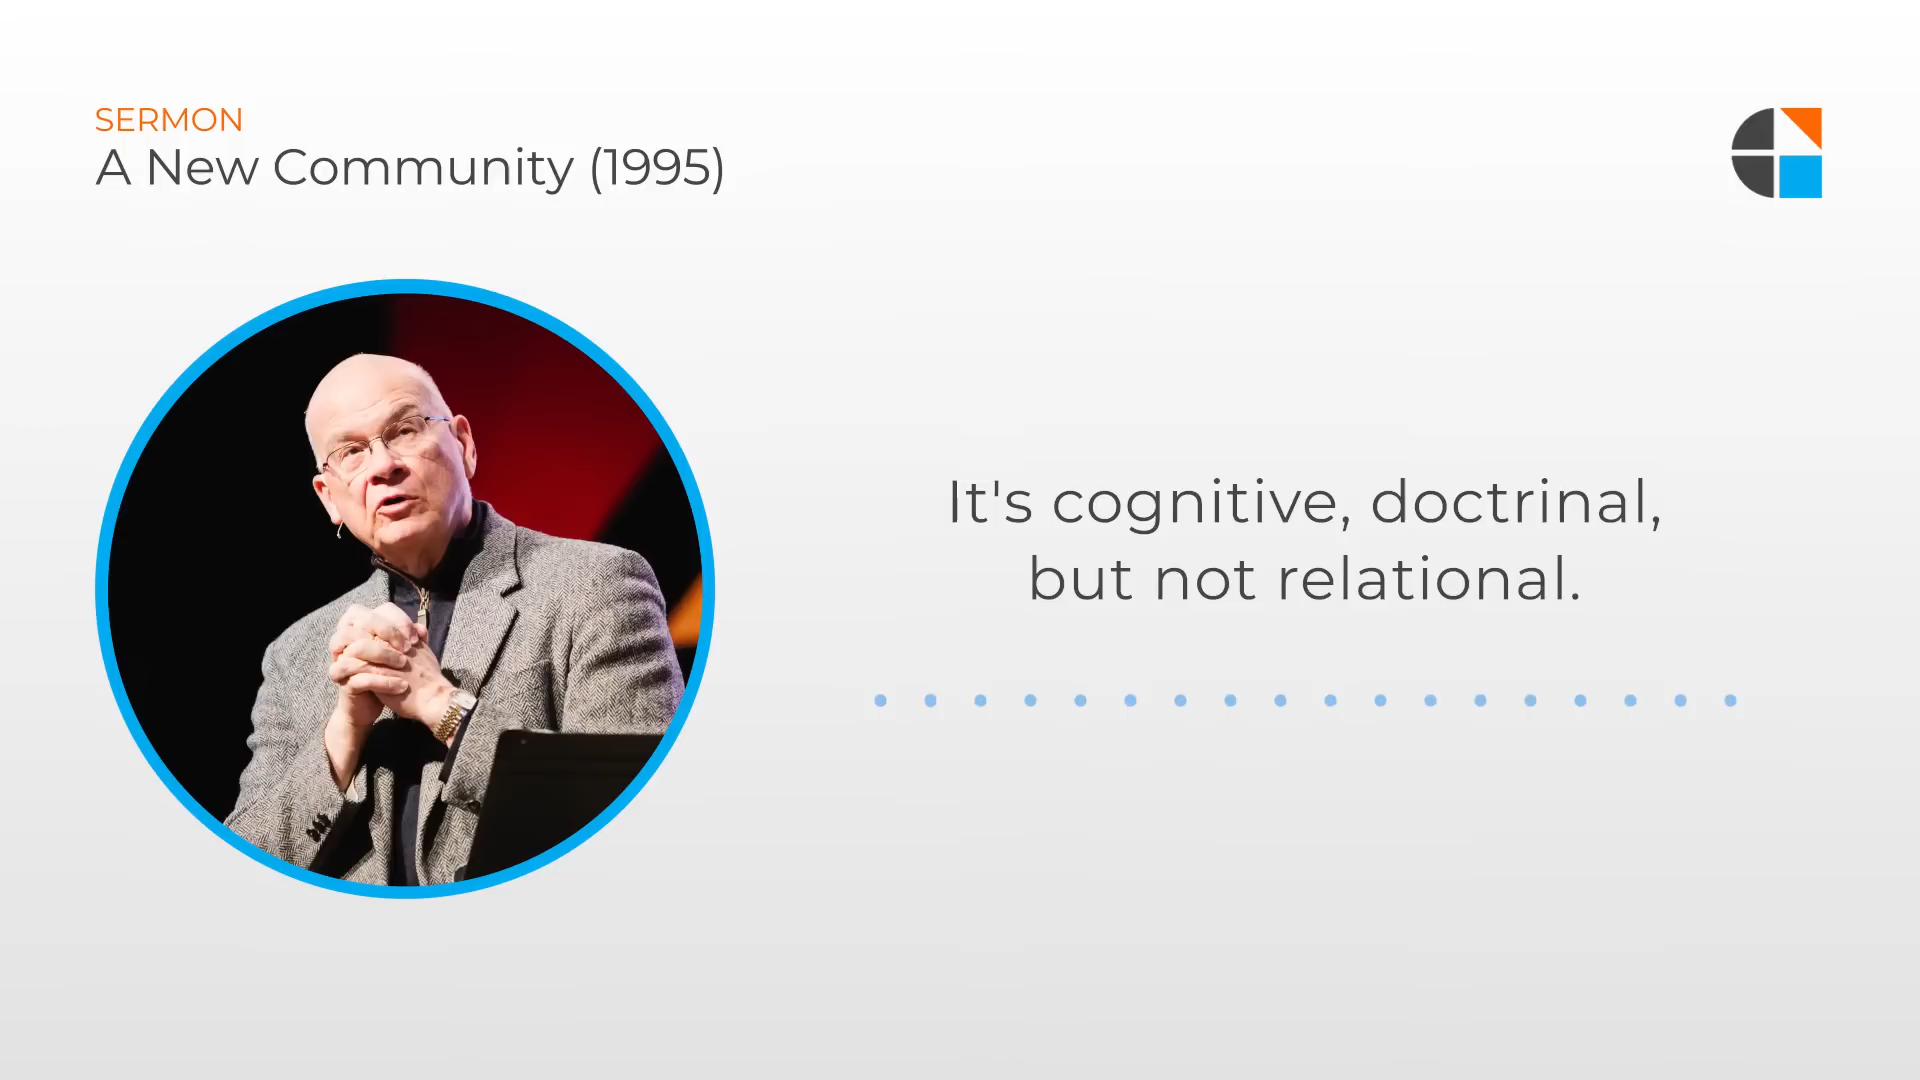 SERMON
A New Community (1995)
It's cognitive, doctrinal,
but not relational.